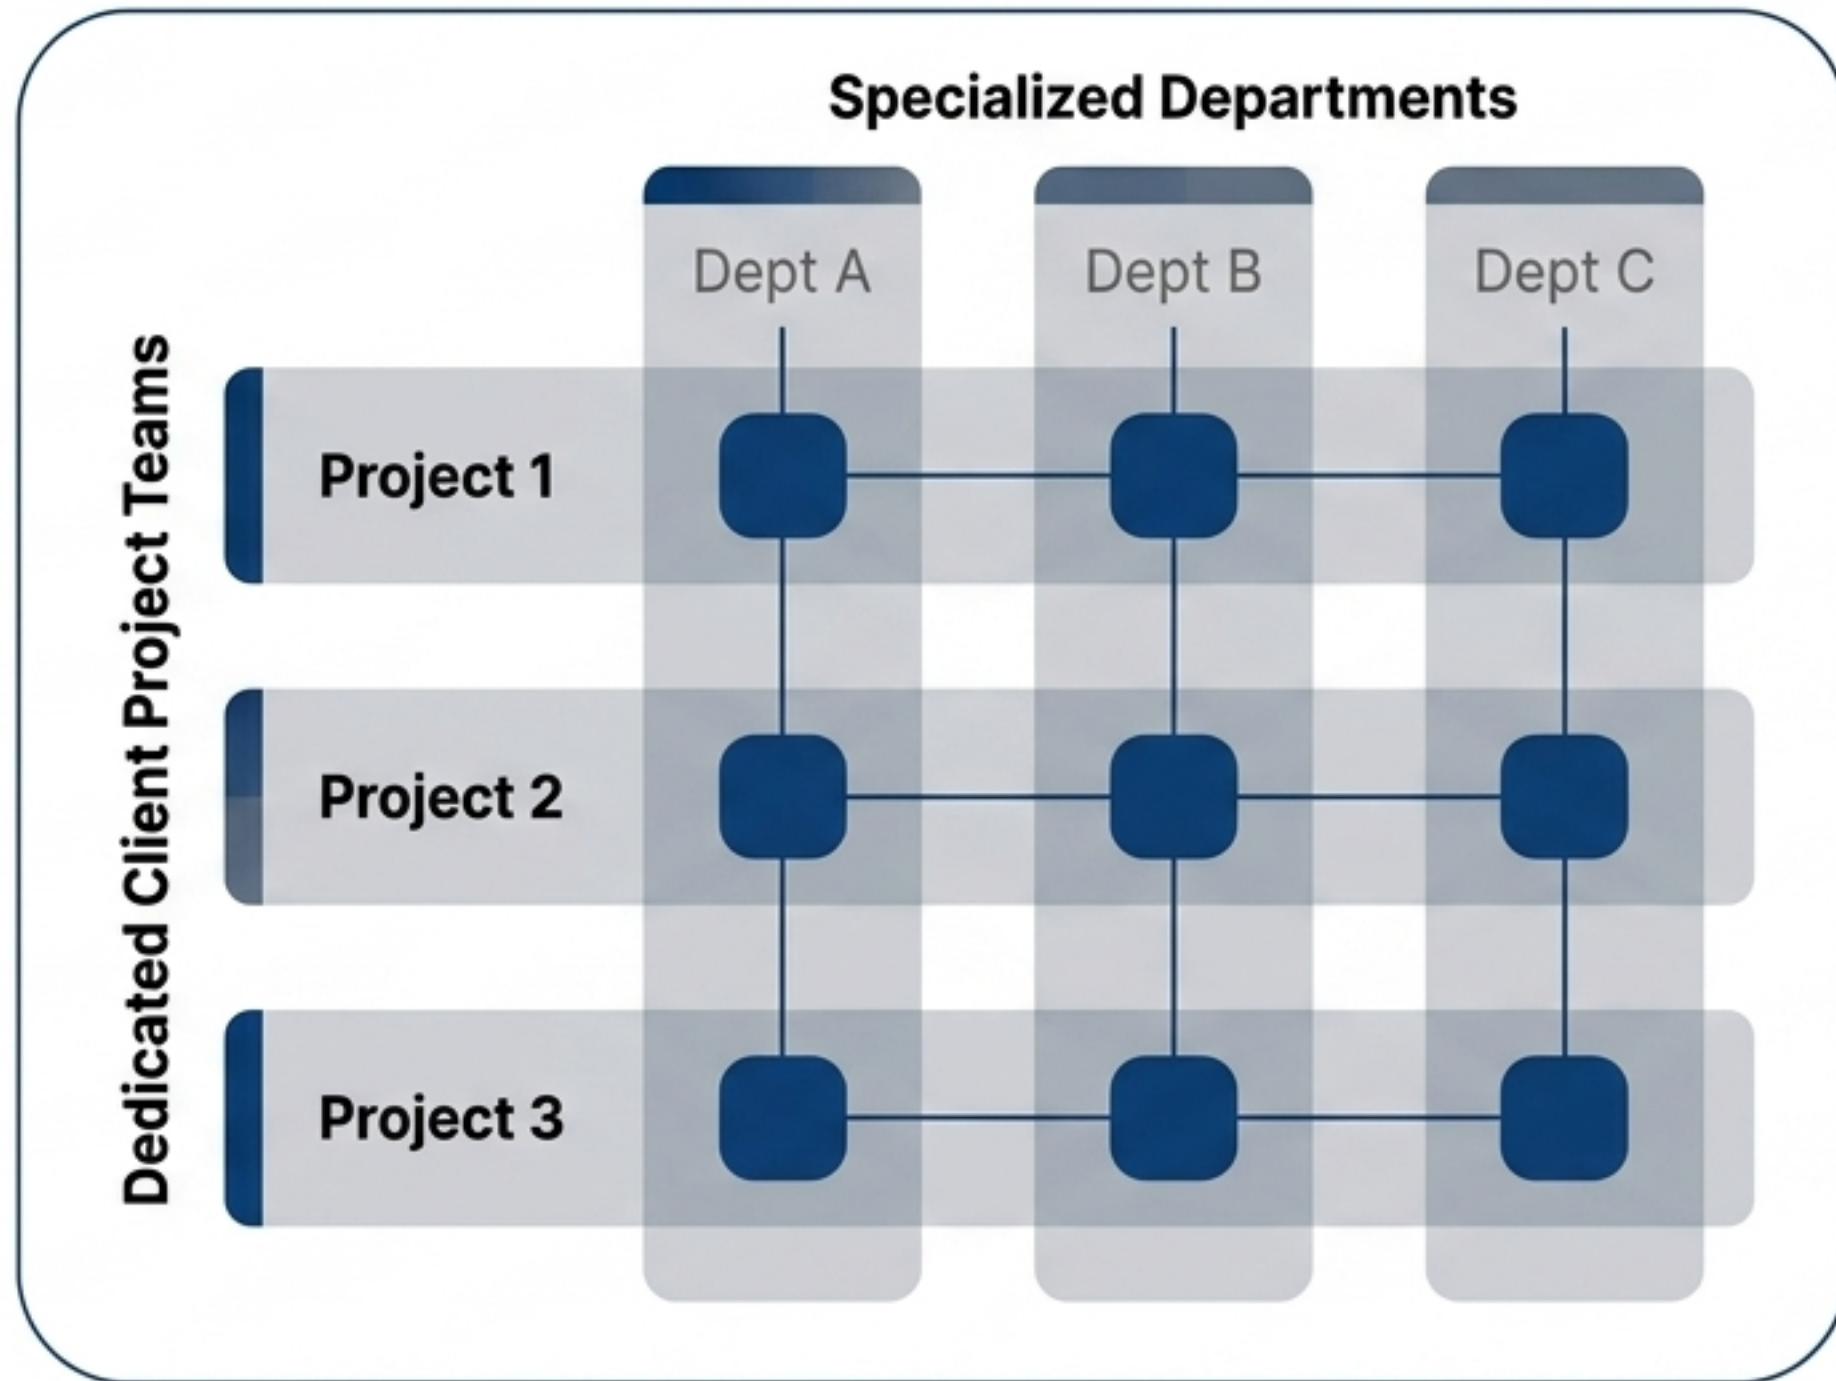 Specialized Departments
Dept A
Dept B
Dept C
Dedicated Client Project Teams
Project 1
Project 2
Project 3